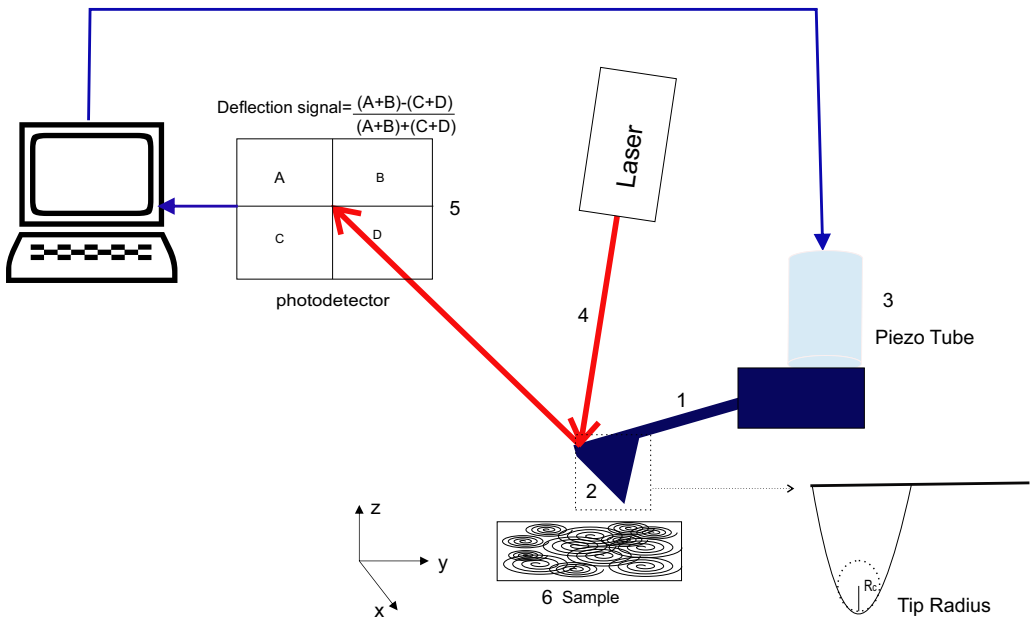 Deflection signal= (A+B)-(C+D)
(A+B)+(C+D)
A
B
C
D
5
photodetector
Laser
4
3
Piezo Tube
1
2
z
y
x
6 Sample
Rc
Tip Radius